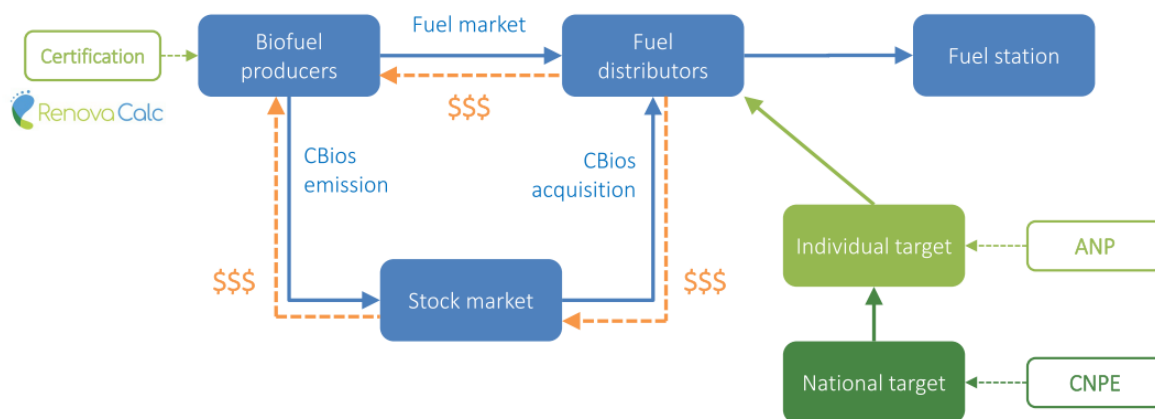 Fuel market
Certification
Biofuel
producers
Fuel
distributors
Fuel station
RenovaCalc
$$$
CBios
emission
CBios
acquisition
Individual target
ANP
$$$
$$$
Stock market
National target
CNPE